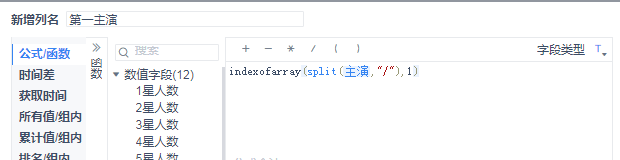 新增列名 第一主演
公式/函数
时间差
获取时间
所有值/组内
累计值/组内
排名/组内
函数
搜索
数值字段(12)
1星人数
2星人数
3星人数
4星人数
5星人数
+ - * / ( ) 字段类型 T
indexofarray(split(主演,"/"),1)